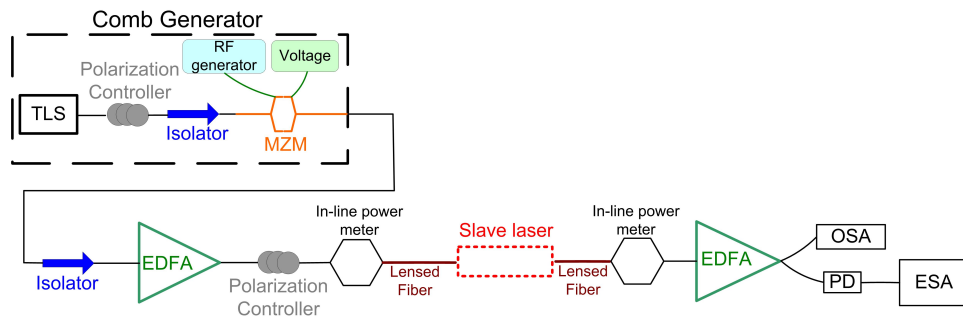 Comb Generator
RF
generator
Voltage
Polarization
Controller
TLS
Isolator
MZM
In-line power
meter
Slave laser
In-line power
meter
Isolator
EDFA
Polarization
Controller
Lensed
Fiber
Lensed
Fiber
EDFA
OSA
PD
ESA